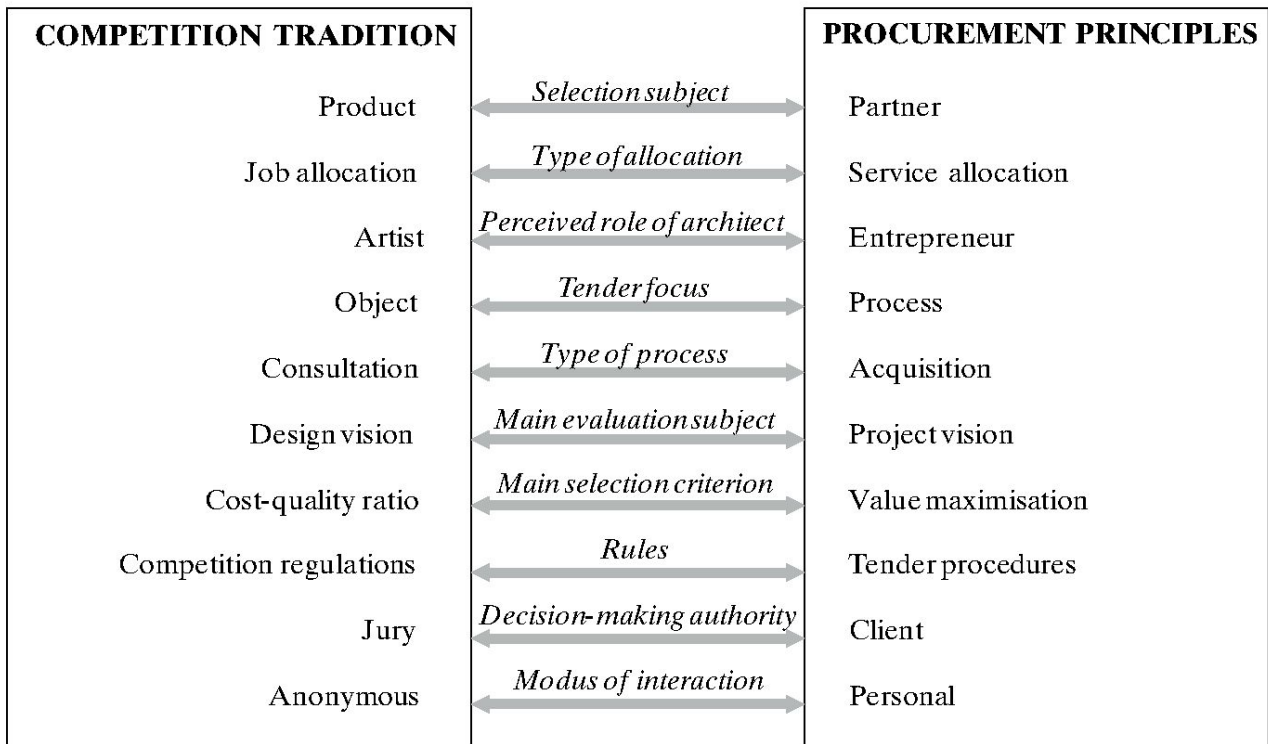 COMPETITION TRADITION PROCUREMENT PRINCIPLES
Product Selection subject Partner
Job allocation Type of allocation Service allocation
Artist Perceived role of architect Entrepreneur
Object Tender focus Process
Consultation Type of process Acquisition
Design vision Main evaluation subject Project vision
Cost-quality ratio Main selection criterion Value maximisation
Competition regulations Rules Tender procedures
Jury Decision-making authority Client
Anonymous Modus of interaction Personal